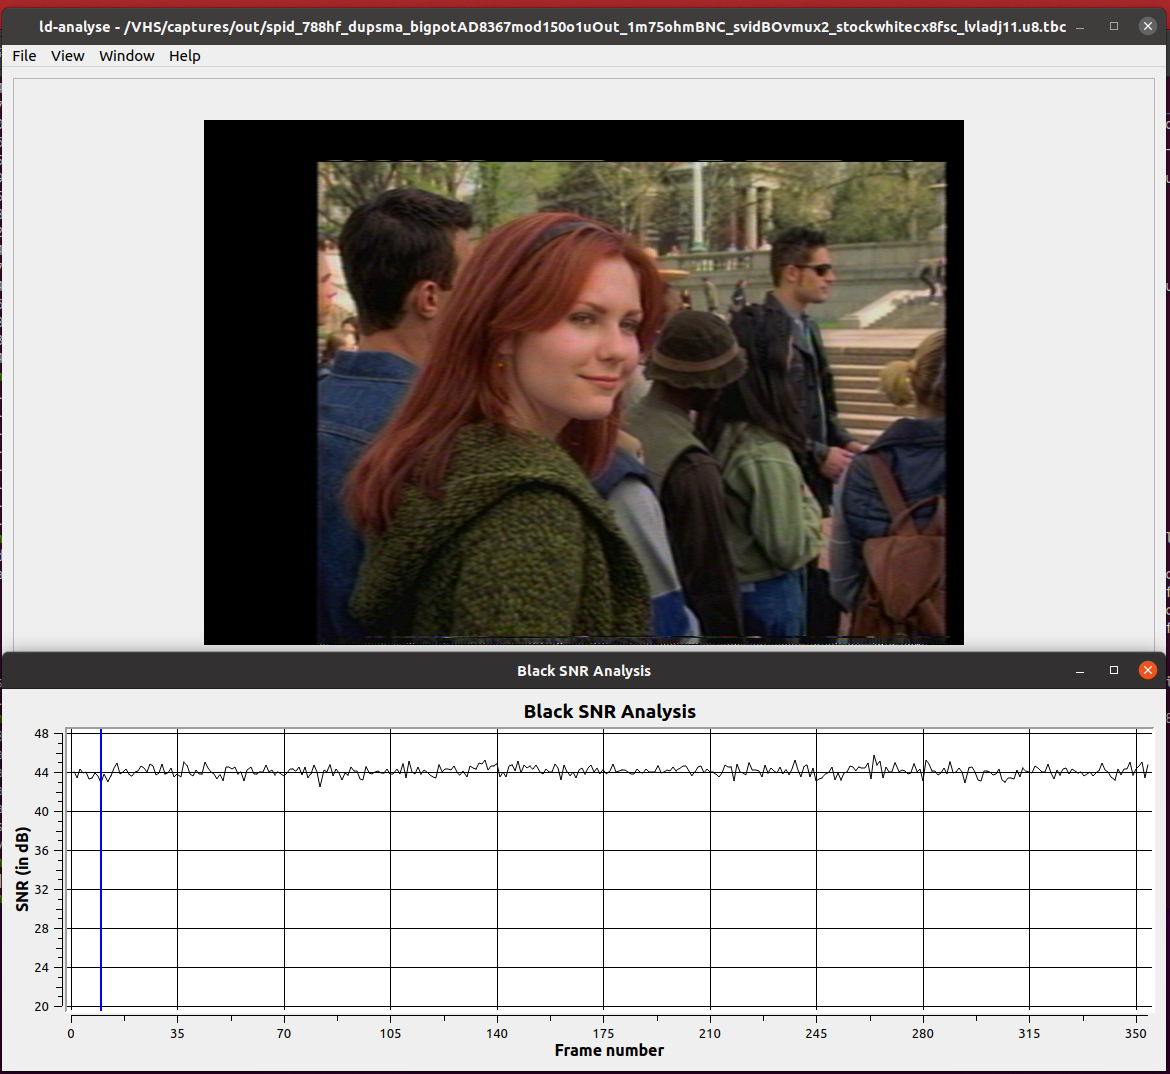 ld-analyse - /VHS/captures/out/spid_788hf_dupsma_bigpotAD8367mod150o1uOut_1m75ohmBNC_svidBOvmux2_stockwhitecx8fsc_lvladj11.u8.tbc
File View Window Help
Black SNR Analysis
Black SNR Analysis
48
44
40
36
32
28
24
20
SNR (in dB)
0 35 70 105 140 175 210 245 280 315 350
Frame number